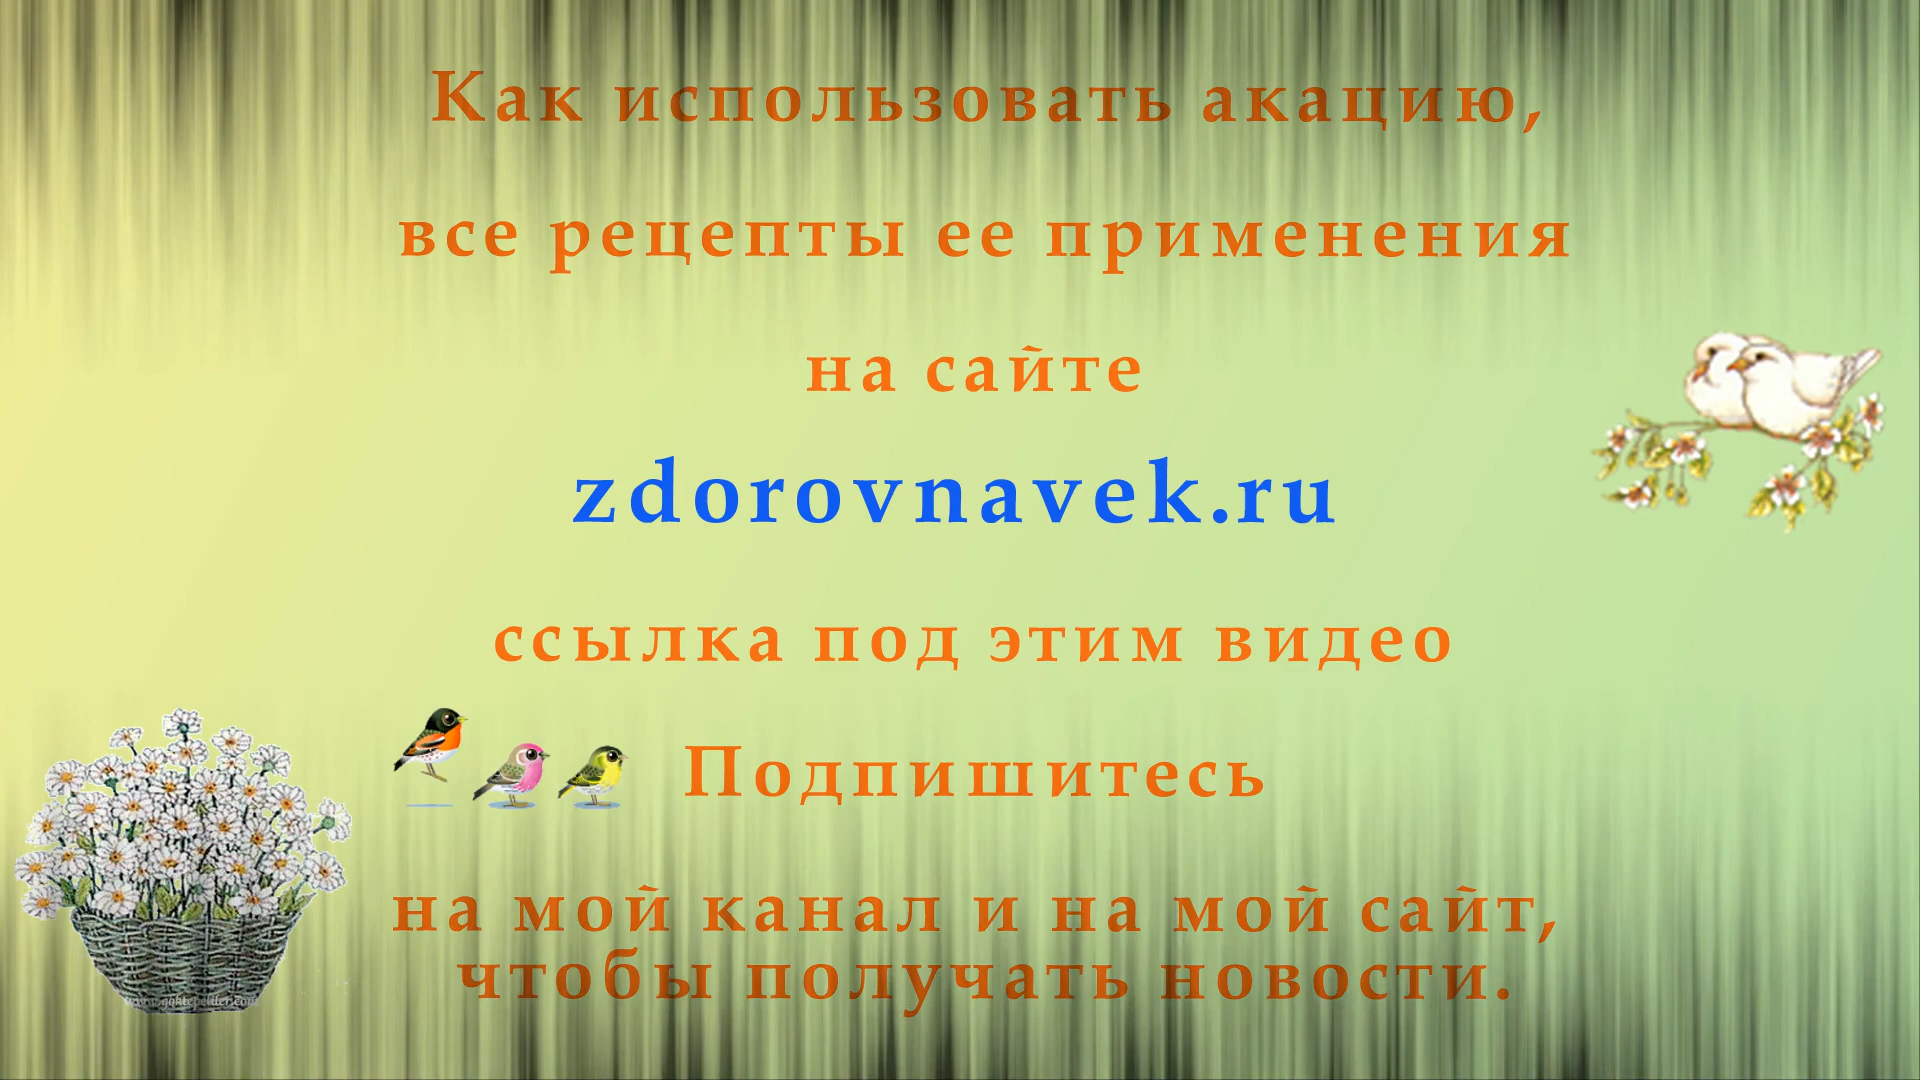 Как использовать акацию,
все рецепты ее применения
на сайте
zdorovnavek.ru
ссылка под этим видео
Подпишитесь
на мой канал и на мой сайт,
чтобы получать новости.